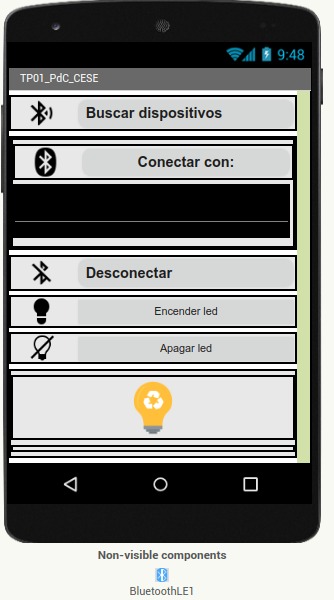 9:48
TP01_PdC_CESE
Buscar dispositivos
Conectar con:
Desconectar
Encender led
Apagar led
Non-visible components
BluetoothLE1